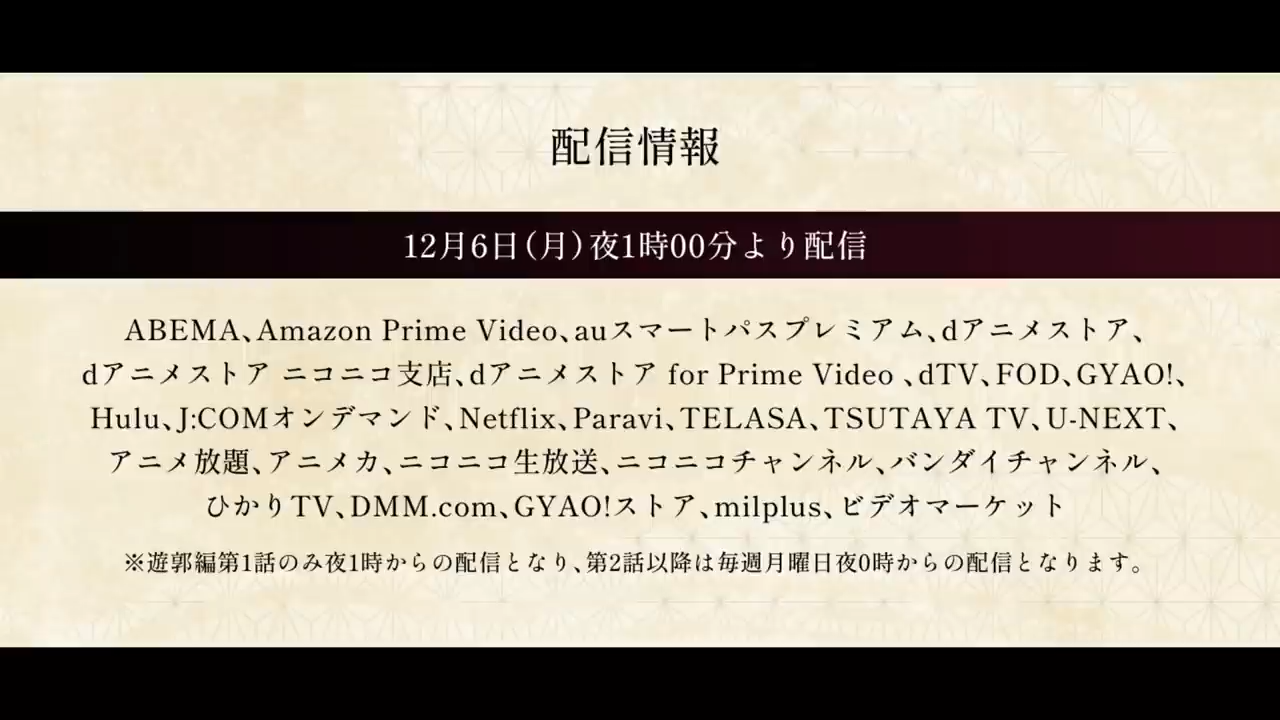 配信情報
12月6日(月)夜1時00分より配信
ABEMA、Amazon Prime Video、auスマートパスプレミアム、dアニメストア、
dアニメストア ニコニコ支店、dアニメストア for Prime Video 、dTV、FOD、GYAO!、
Hulu、J:COMオンデマンド、Netflix、Paravi、TELASA、TSUTAYA TV、U-NEXT、
アニメ放題、アニメカ、ニコニコ生放送、ニコニコチャンネル、バンダイチャンネル、
ひかりTV、DMM.com、GYAO!ストア、milplus、ビデオマーケット
※遊郭編第1話のみ夜1時からの配信となり、第2話以降は毎週月曜日夜0時からの配信となります。